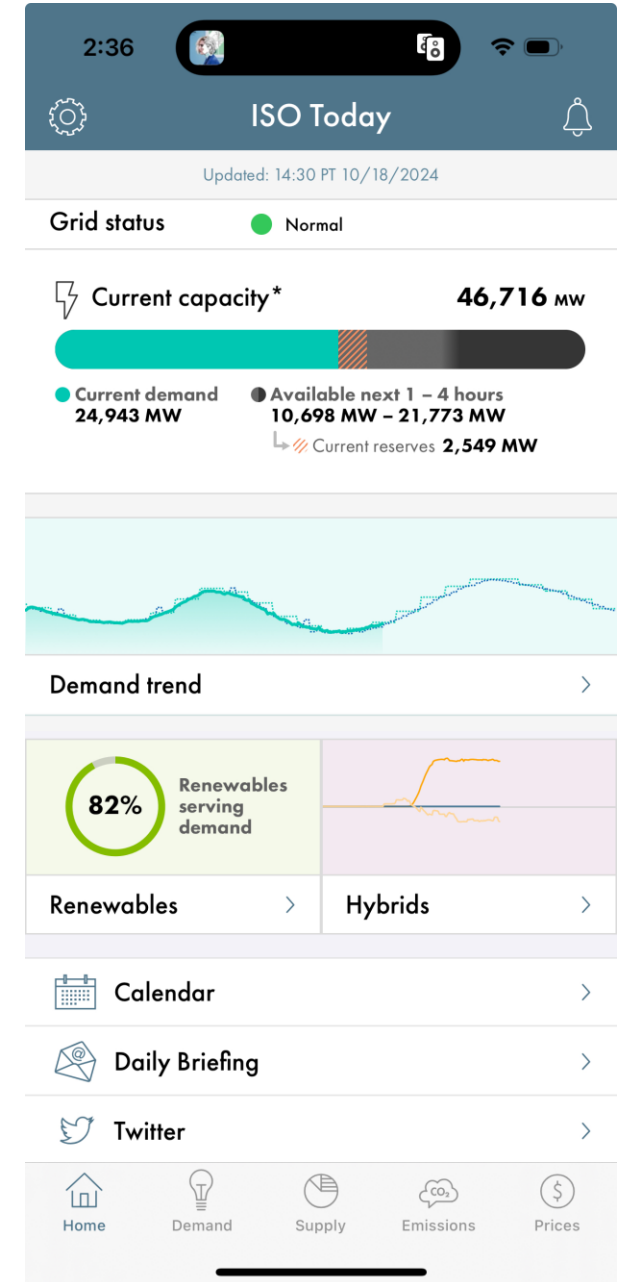 2:36
ISO Today
Updated: 14:30 PT 10/18/2024
Grid status Normal
Current capacity* 46,716 MW
Current demand Available next 1 – 4 hours
24,943 MW 10,698 MW – 21,773 MW
Current reserves 2,549 MW
Demand trend
82%
Renewables
serving
demand
Renewables Hybrids
Calendar
@
Daily Briefing
Twitter
CO₂ $
Home Demand Supply Emissions Prices